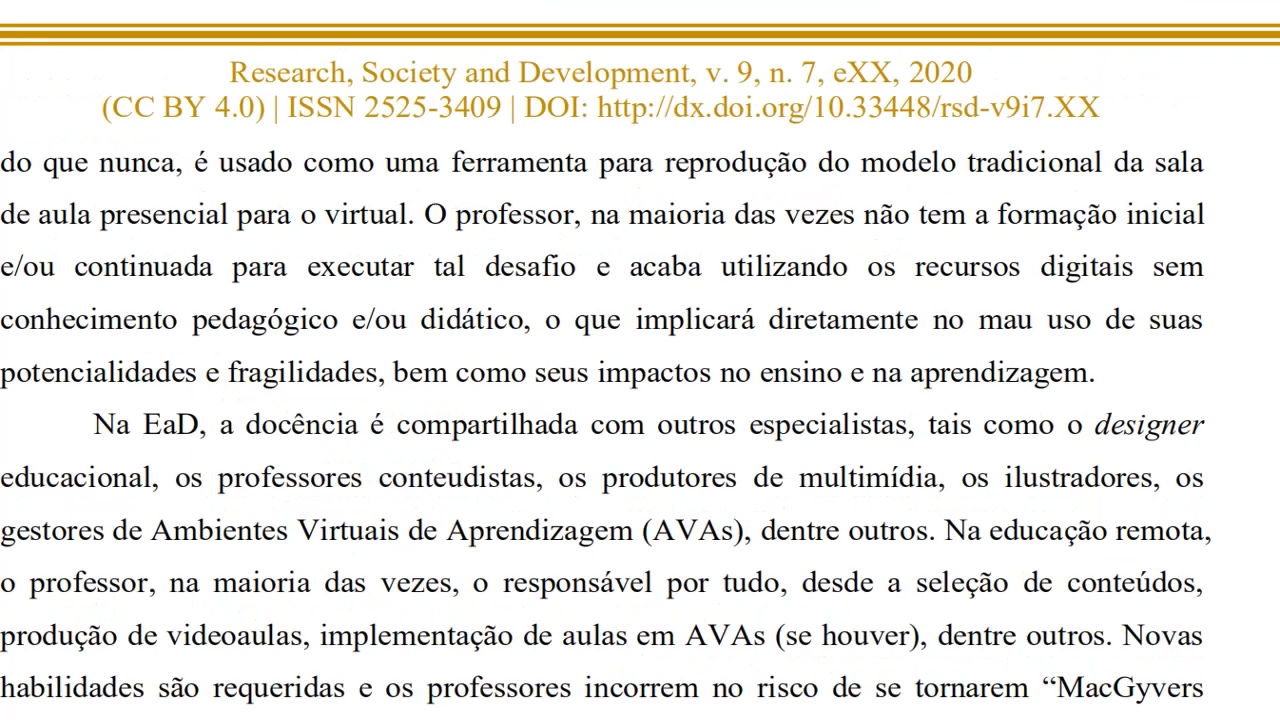 Research, Society and Development, v. 9, n. 7, eXX, 2020
(CC BY 4.0) | ISSN 2525-3409 | DOI: http://dx.doi.org/10.33448/rsd-v9i7.XX
do que nunca, é usado como uma ferramenta para reprodução do modelo tradicional da sala
de aula presencial para o virtual. O professor, na maioria das vezes não tem a formação inicial
e/ou continuada para executar tal desafio e acaba utilizando os recursos digitais sem
conhecimento pedagógico e/ou didático, o que implicará diretamente no mau uso de suas
potencialidades e fragilidades, bem como seus impactos no ensino e na aprendizagem.
Na EaD, a docência é compartilhada com outros especialistas, tais como o designer
educacional, os professores conteudistas, os produtores de multimídia, os ilustradores, os
gestores de Ambientes Virtuais de Aprendizagem (AVAs), dentre outros. Na educação remota,
o professor, na maioria das vezes, o responsável por tudo, desde a seleção de conteúdos,
produção de videoaulas, implementação de aulas em AVAs (se houver), dentre outros. Novas
habilidades são requeridas e os professores incorrem no risco de se tornarem “MacGyvers